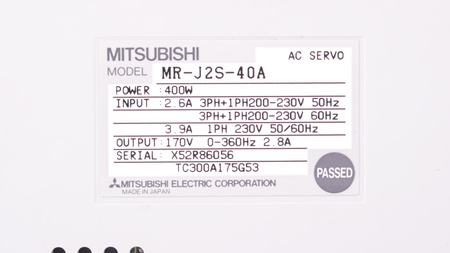 MITSUBISHI
AC SERVO
MODEL MR-J2S-40A
POWER :400W
INPUT :2.6A 3PH+1PH200-230V 50Hz
3PH+1PH200-230V 60Hz
3.9A 1PH 230V 50/60Hz
OUTPUT:170V 0-360Hz 2.8A
SERIAL: X52R86056
TC300A175G53
MITSUBISHI ELECTRIC CORPORATION
MADE IN JAPAN
PASSED